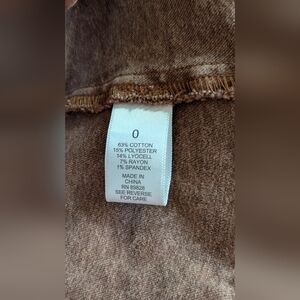 0
63% COTTON
15% POLYESTER
14% LYOCELL
7% RAYON
1% SPANDEX
MADE IN
CHINA
RN 89828
SEE REVERSE
FOR CARE